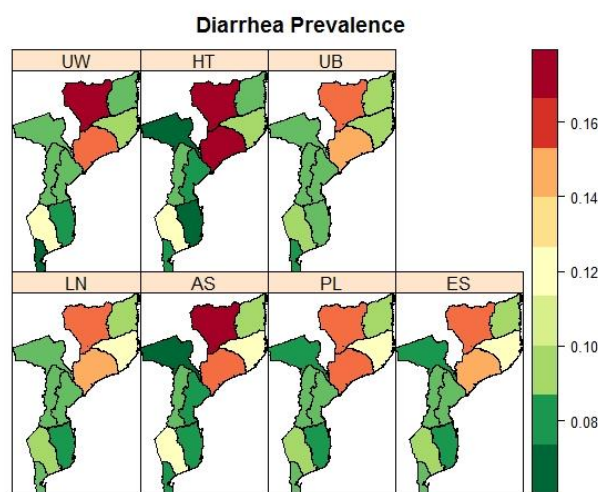 Diarrhea Prevalence
UW HT UB
LN AS PL ES
0.16
0.14
0.12
0.10
0.08